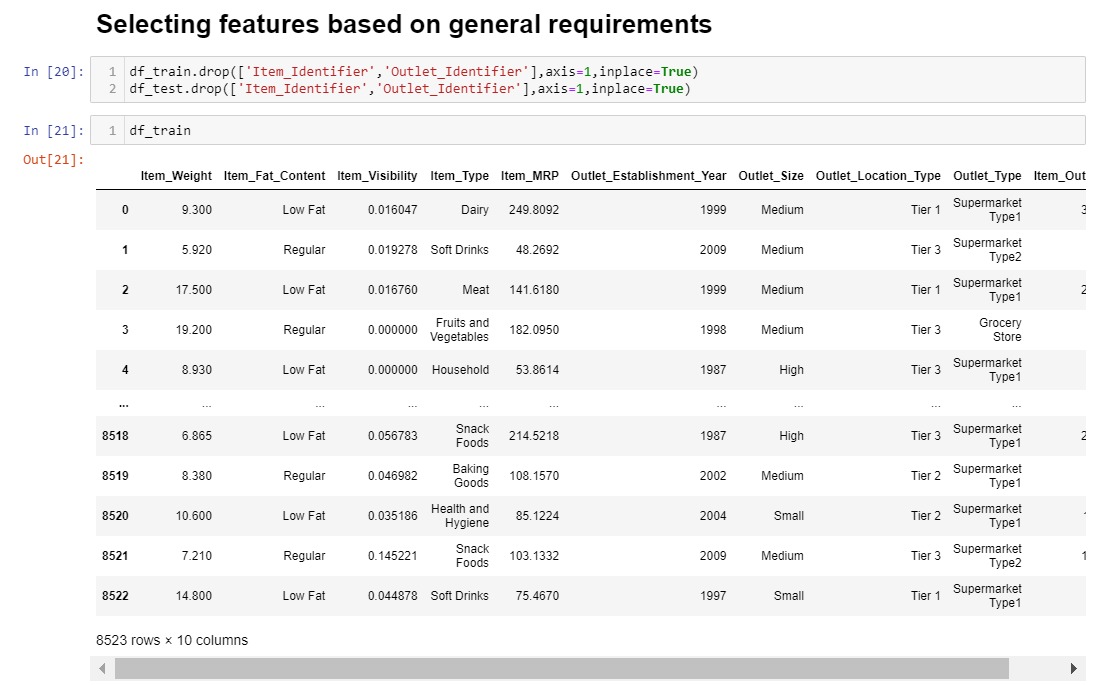 Selecting features based on general requirements
In [20]:
1 df_train.drop(['Item_Identifier','Outlet_Identifier'],axis=1,inplace=True)
2 df_test.drop(['Item_Identifier','Outlet_Identifier'],axis=1,inplace=True)
In [21]:
1 df_train
Out[21]:
Item_Weight Item_Fat_Content Item_Visibility Item_Type Item_MRP Outlet_Establishment_Year Outlet_Size Outlet_Location_Type Outlet_Type Item_Out
0 9.300 Low Fat 0.016047 Dairy 249.8092 1999 Medium Tier 1 Supermarket Type1 3
1 5.920 Regular 0.019278 Soft Drinks 48.2692 2009 Medium Tier 3 Supermarket Type2
2 17.500 Low Fat 0.016760 Meat 141.6180 1999 Medium Tier 1 Supermarket Type1 2
3 19.200 Regular 0.000000 Fruits and Vegetables 182.0950 1998 Medium Tier 3 Grocery Store
4 8.930 Low Fat 0.000000 Household 53.8614 1987 High Tier 3 Supermarket Type1
... ... ... ... ... ... ... ... ... ...
8518 6.865 Low Fat 0.056783 Snack Foods 214.5218 1987 High Tier 3 Supermarket Type1 2
8519 8.380 Regular 0.046982 Baking Goods 108.1570 2002 Medium Tier 2 Supermarket Type1
8520 10.600 Low Fat 0.035186 Health and Hygiene 85.1224 2004 Small Tier 2 Supermarket Type1
8521 7.210 Regular 0.145221 Snack Foods 103.1332 2009 Medium Tier 3 Supermarket Type2 1
8522 14.800 Low Fat 0.044878 Soft Drinks 75.4670 1997 Small Tier 1 Supermarket Type1
8523 rows × 10 columns